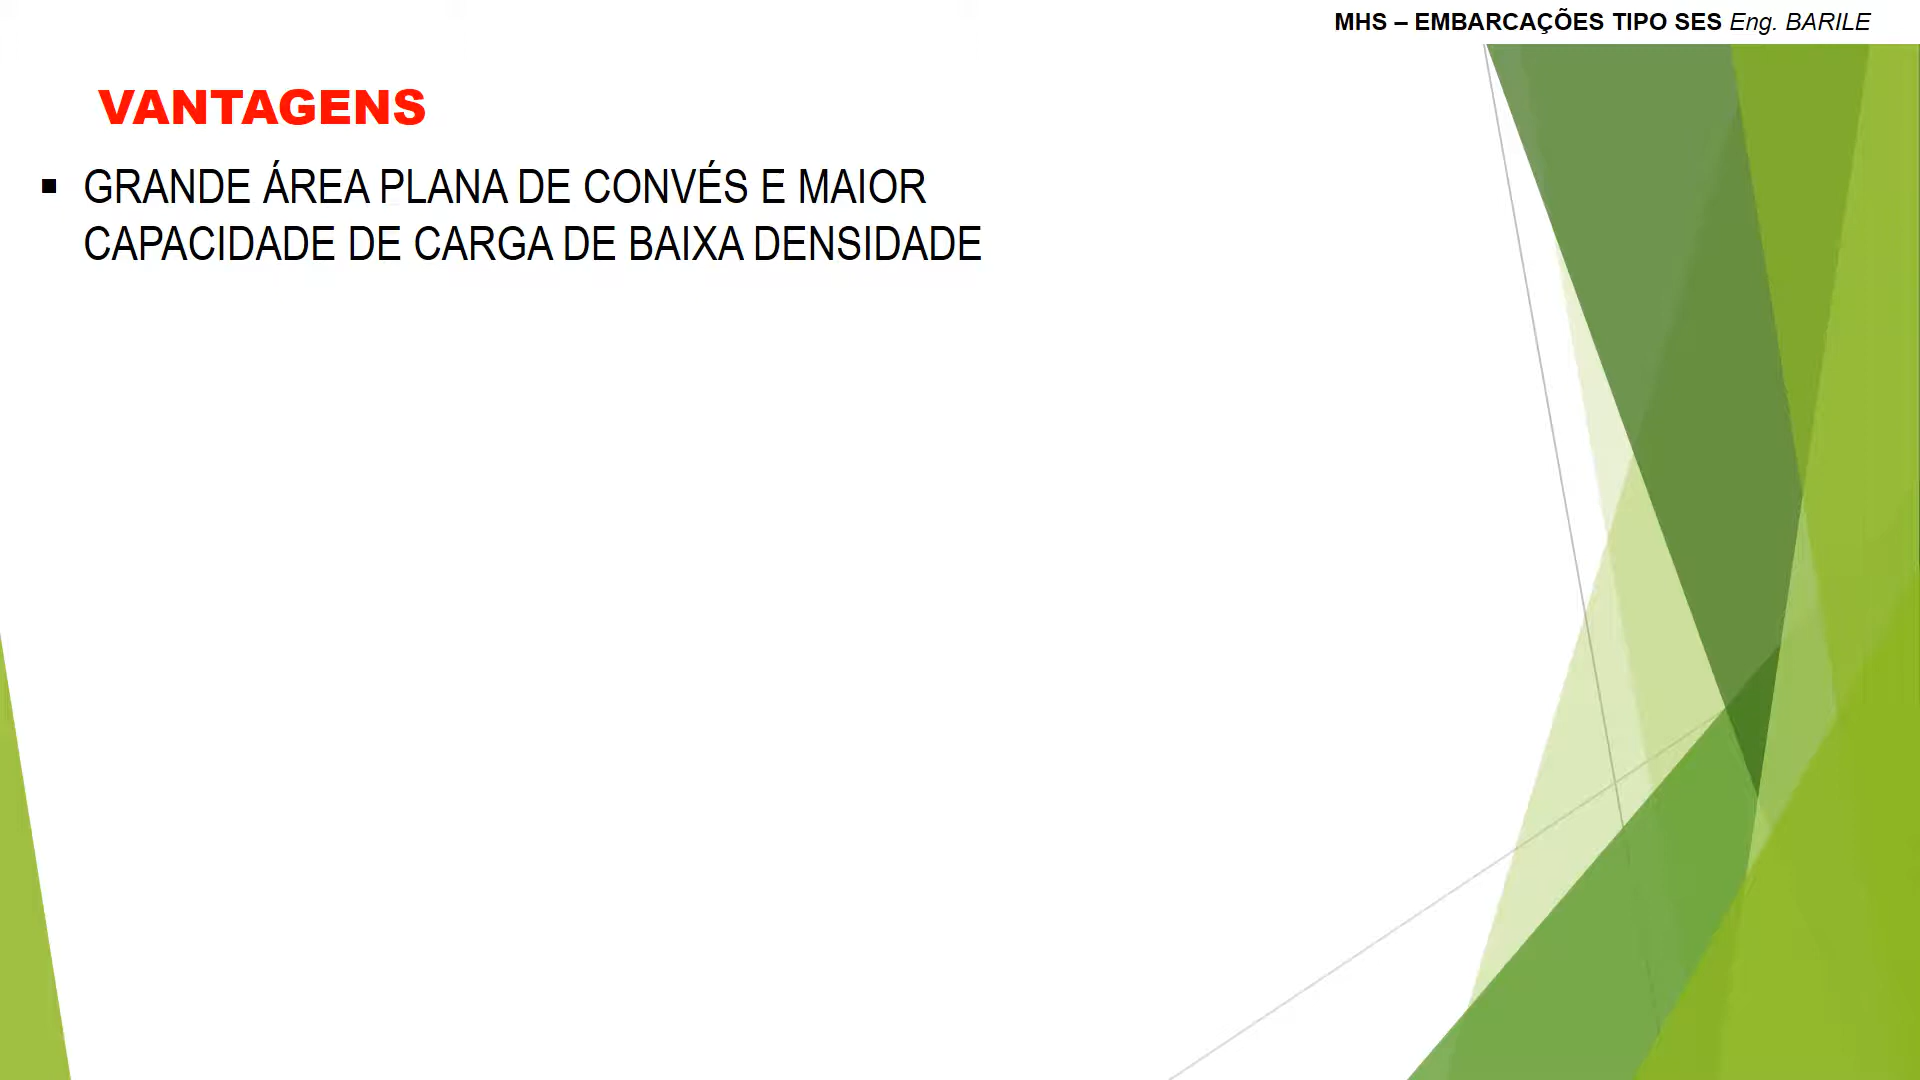 MHS – EMBARCAÇÕES TIPO SES Eng. BARILE
VANTAGENS
▪ GRANDE ÁREA PLANA DE CONVÉS E MAIOR
CAPACIDADE DE CARGA DE BAIXA DENSIDADE